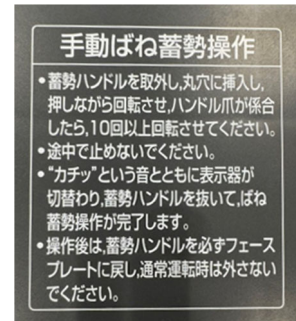 手動ばね蓄勢操作
•蓄勢ハンドルを取外し,丸穴に挿入し,
押しながら回転させ,ハンドル爪が係合
したら,10回以上回転させてください。
•途中で止めないでください。
•“カチッ”という音とともに表示器が
切替わり,蓄勢ハンドルを抜いて,ばね
蓄勢操作が完了します。
•操作後は,蓄勢ハンドルを必ずフェース
プレートに戻し,通常運転時は外さない
でください。